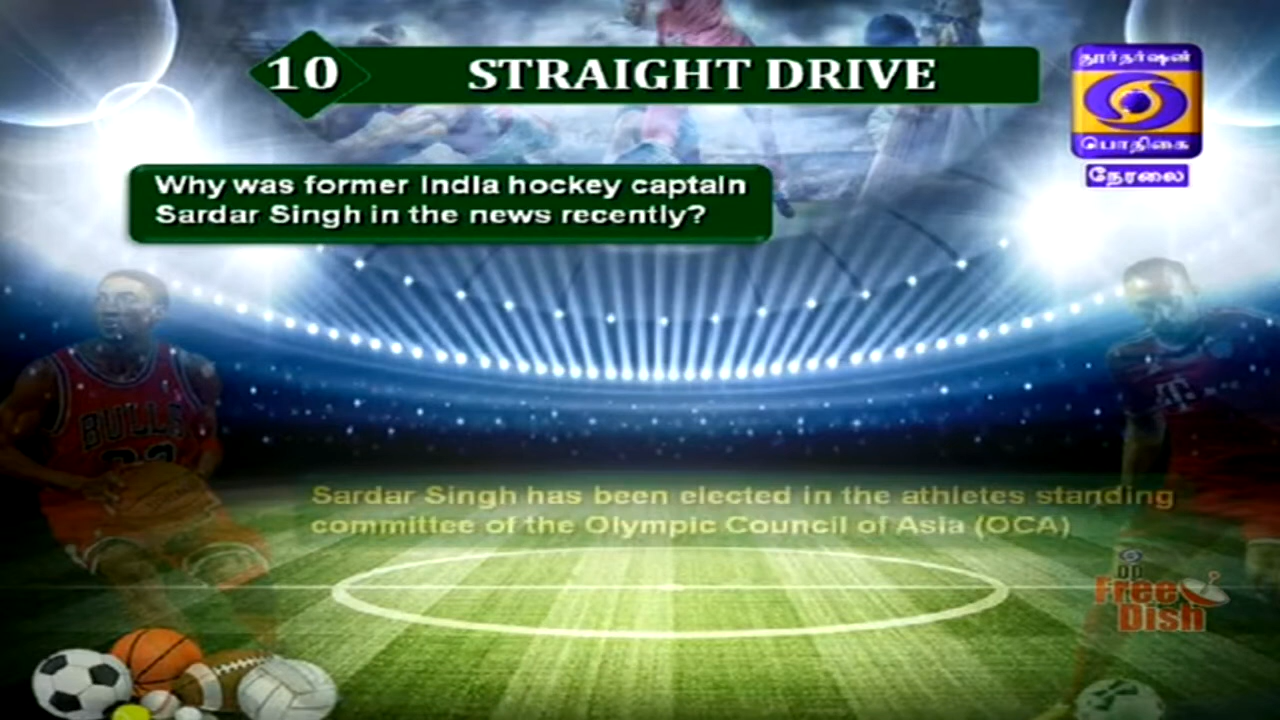 10 STRAIGHT DRIVE
தூர்தர்ஷன்
பொதிகை
நேரலை
Why was former India hockey captain
Sardar Singh in the news recently?
BULLS
Sardar Singh has been elected in the athletes standing
committee of the Olympic Council of Asia (OCA)
DD
Free
Dish